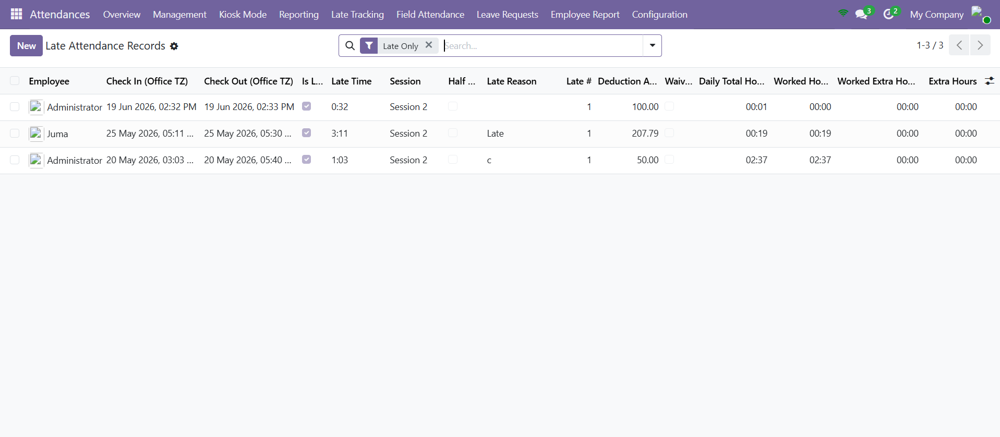 Attendances Overview Management Kiosk Mode Reporting Late Tracking Field Attendance Leave Requests Employee Report Configuration 3 2 My Company
New Late Attendance Records Late Only Search... 1-3 / 3
Employee Check In (Office TZ) Check Out (Office TZ) Is L... Late Time Session Half ... Late Reason Late # Deduction A... Waiv... Daily Total Ho... Worked Ho... Worked Extra Ho... Extra Hours
Administrator 19 Jun 2026, 02:32 PM 19 Jun 2026, 02:33 PM 0:32 Session 2 1 100.00 00:01 00:00 00:00 00:00
Juma 25 May 2026, 05:11 ... 25 May 2026, 05:30 ... 3:11 Session 2 Late 1 207.79 00:19 00:19 00:00 00:00
Administrator 20 May 2026, 03:03 ... 20 May 2026, 05:40 ... 1:03 Session 2 c 1 50.00 02:37 02:37 00:00 00:00